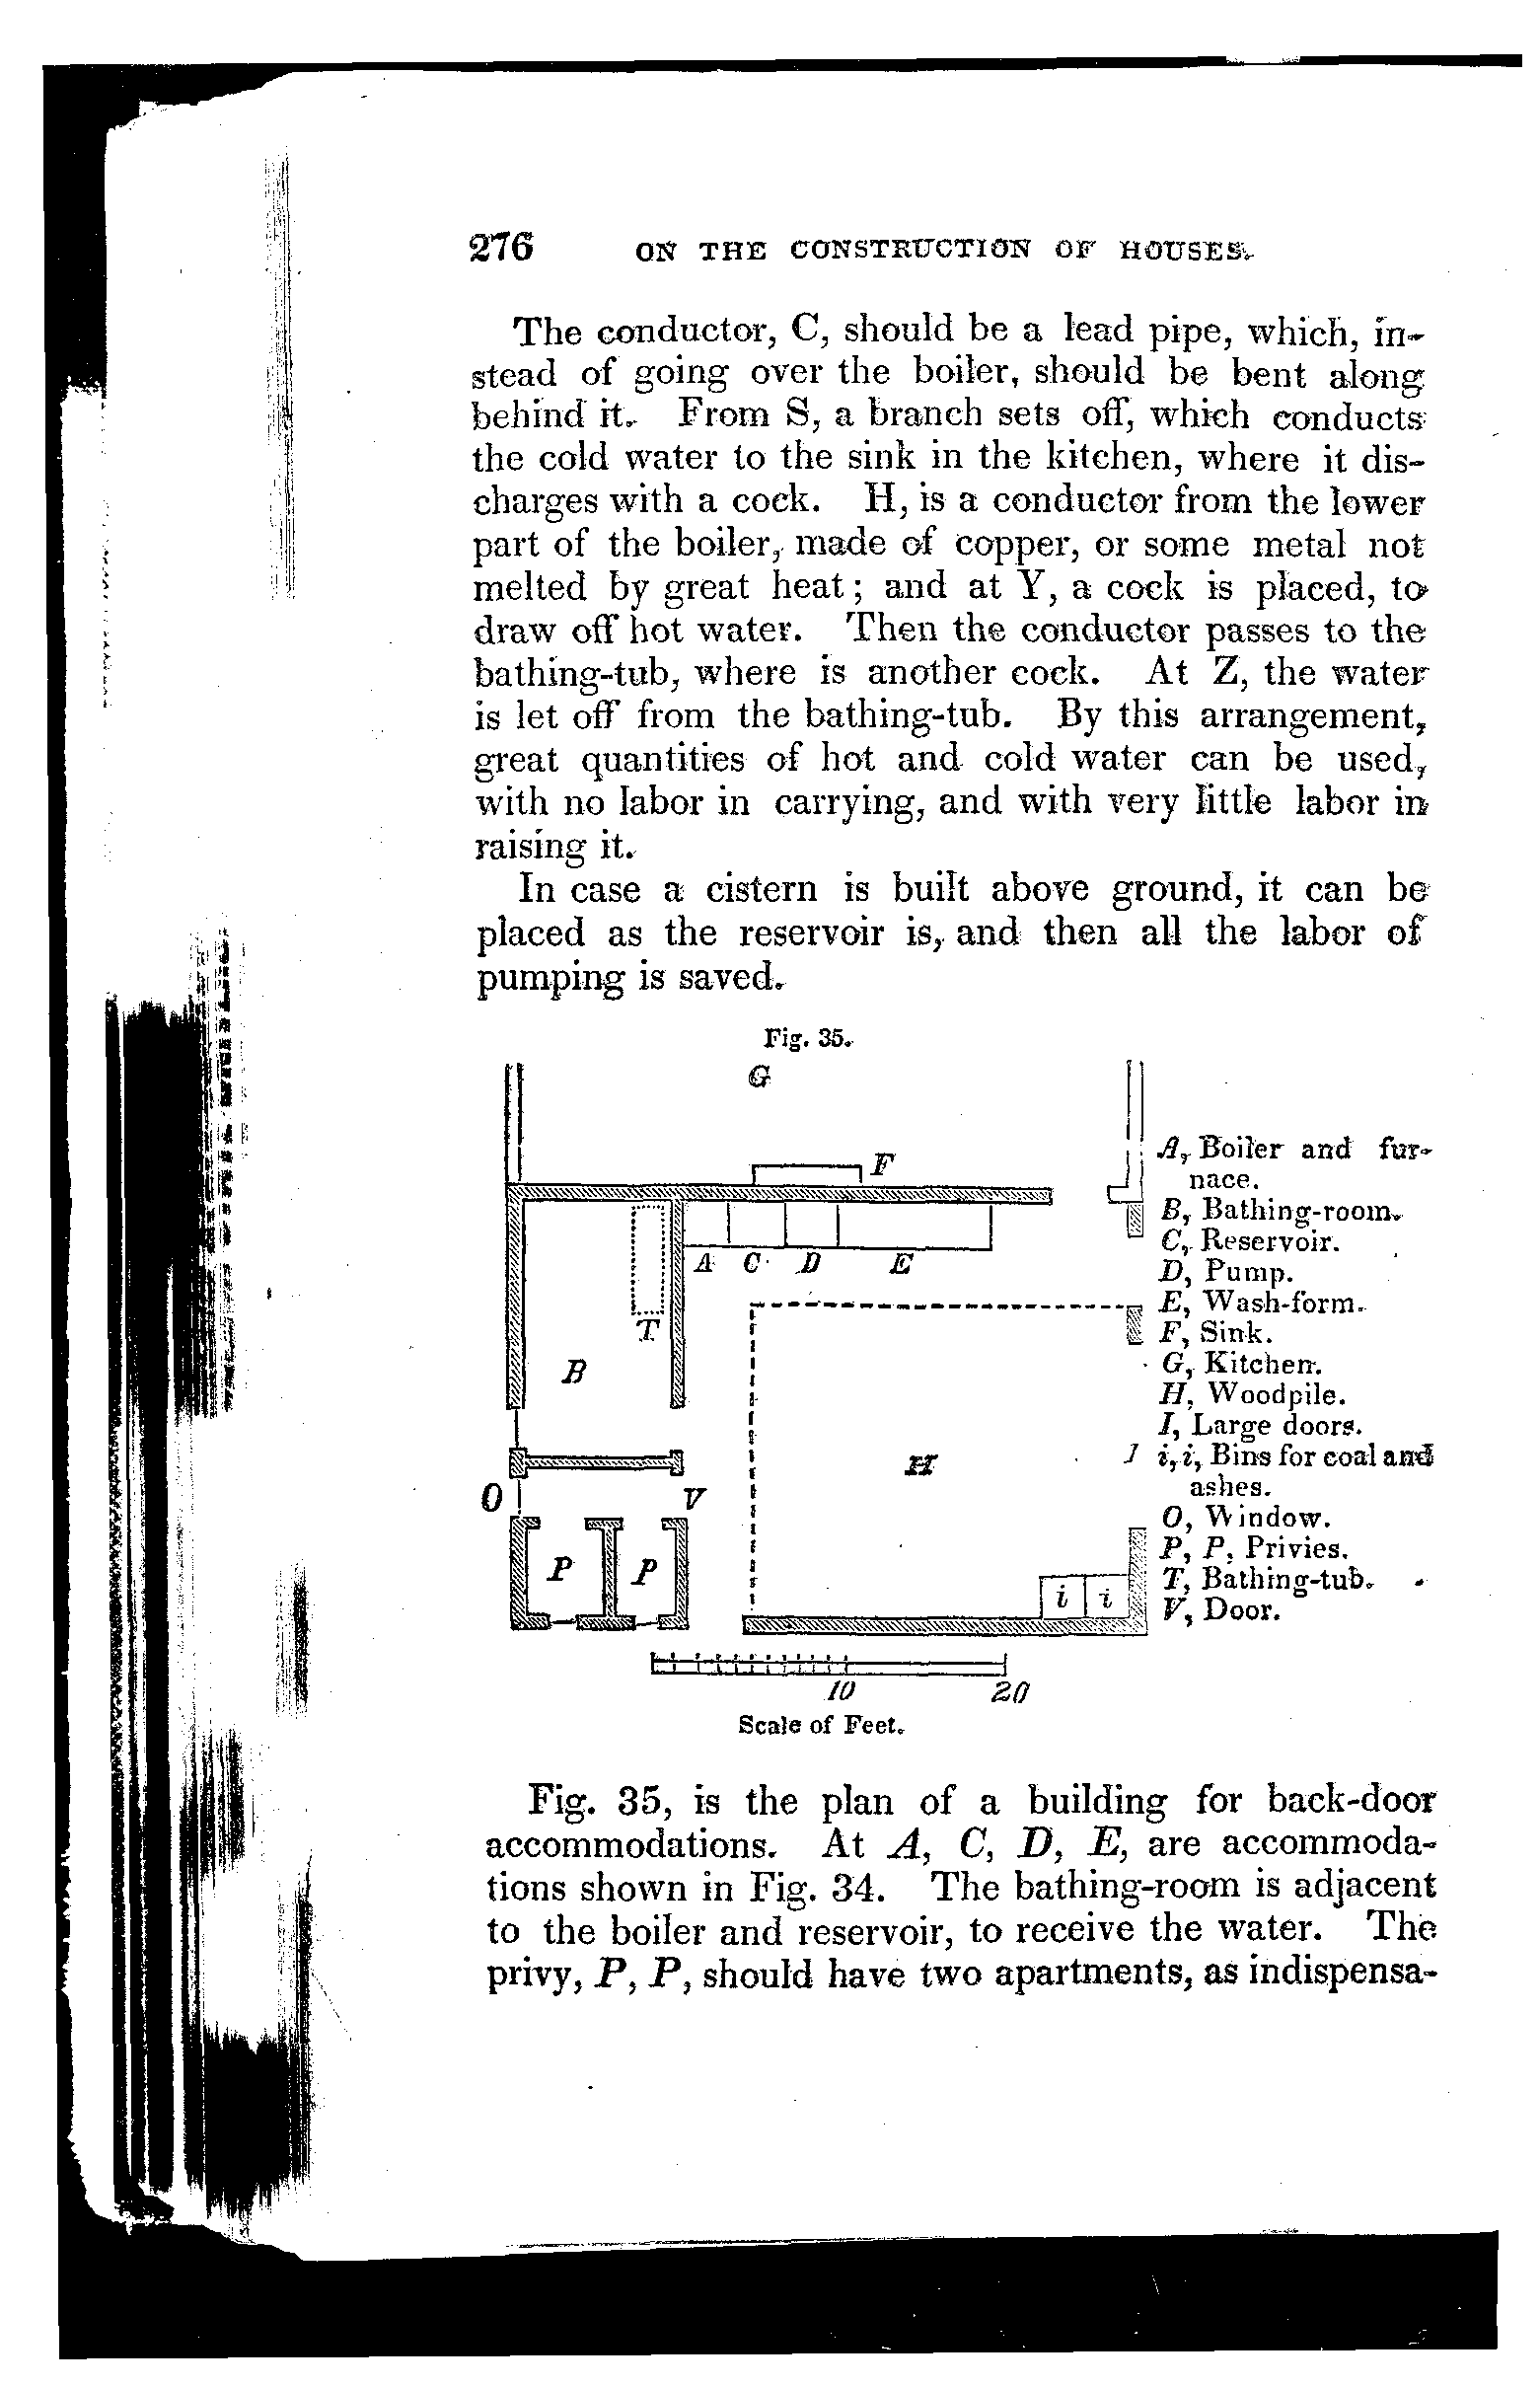 276 ON THE CONSTRUCTION OF HOUSES.
The conductor, C, should be a lead pipe, which, in-
stead of going over the boiler, should be bent along
behind it. From S, a branch sets off, which conducts
the cold water to the sink in the kitchen, where it dis-
charges with a cock. H, is a conductor from the lower
part of the boiler, made of copper, or some metal not
melted by great heat; and at Y, a cock is placed, to
draw off hot water. Then the conductor passes to the
bathing-tub, where is another cock. At Z, the water
is let off from the bathing-tub. By this arrangement,
great quantities of hot and cold water can be used,
with no labor in carrying, and with very little labor in
raising it.
In case a cistern is built above ground, it can be
placed as the reservoir is, and then all the labor of
pumping is saved.
Fig. 35.
G
F
A C D E
T
B
H
I
O
V
P P
i i
A, Boiler and fur-
nace.
B, Bathing-room.
C, Reservoir.
D, Pump.
E, Wash-form.
F, Sink.
G, Kitchen.
H, Woodpile.
I, Large doors.
i, i, Bins for coal and
ashes.
O, Window.
P, P, Privies.
T, Bathing-tub.
V, Door.
10 20
Scale of Feet.
Fig. 35, is the plan of a building for back-door
accommodations. At A, C, D, E, are accommoda-
tions shown in Fig. 34. The bathing-room is adjacent
to the boiler and reservoir, to receive the water. The
privy, P, P, should have two apartments, as indispensa-